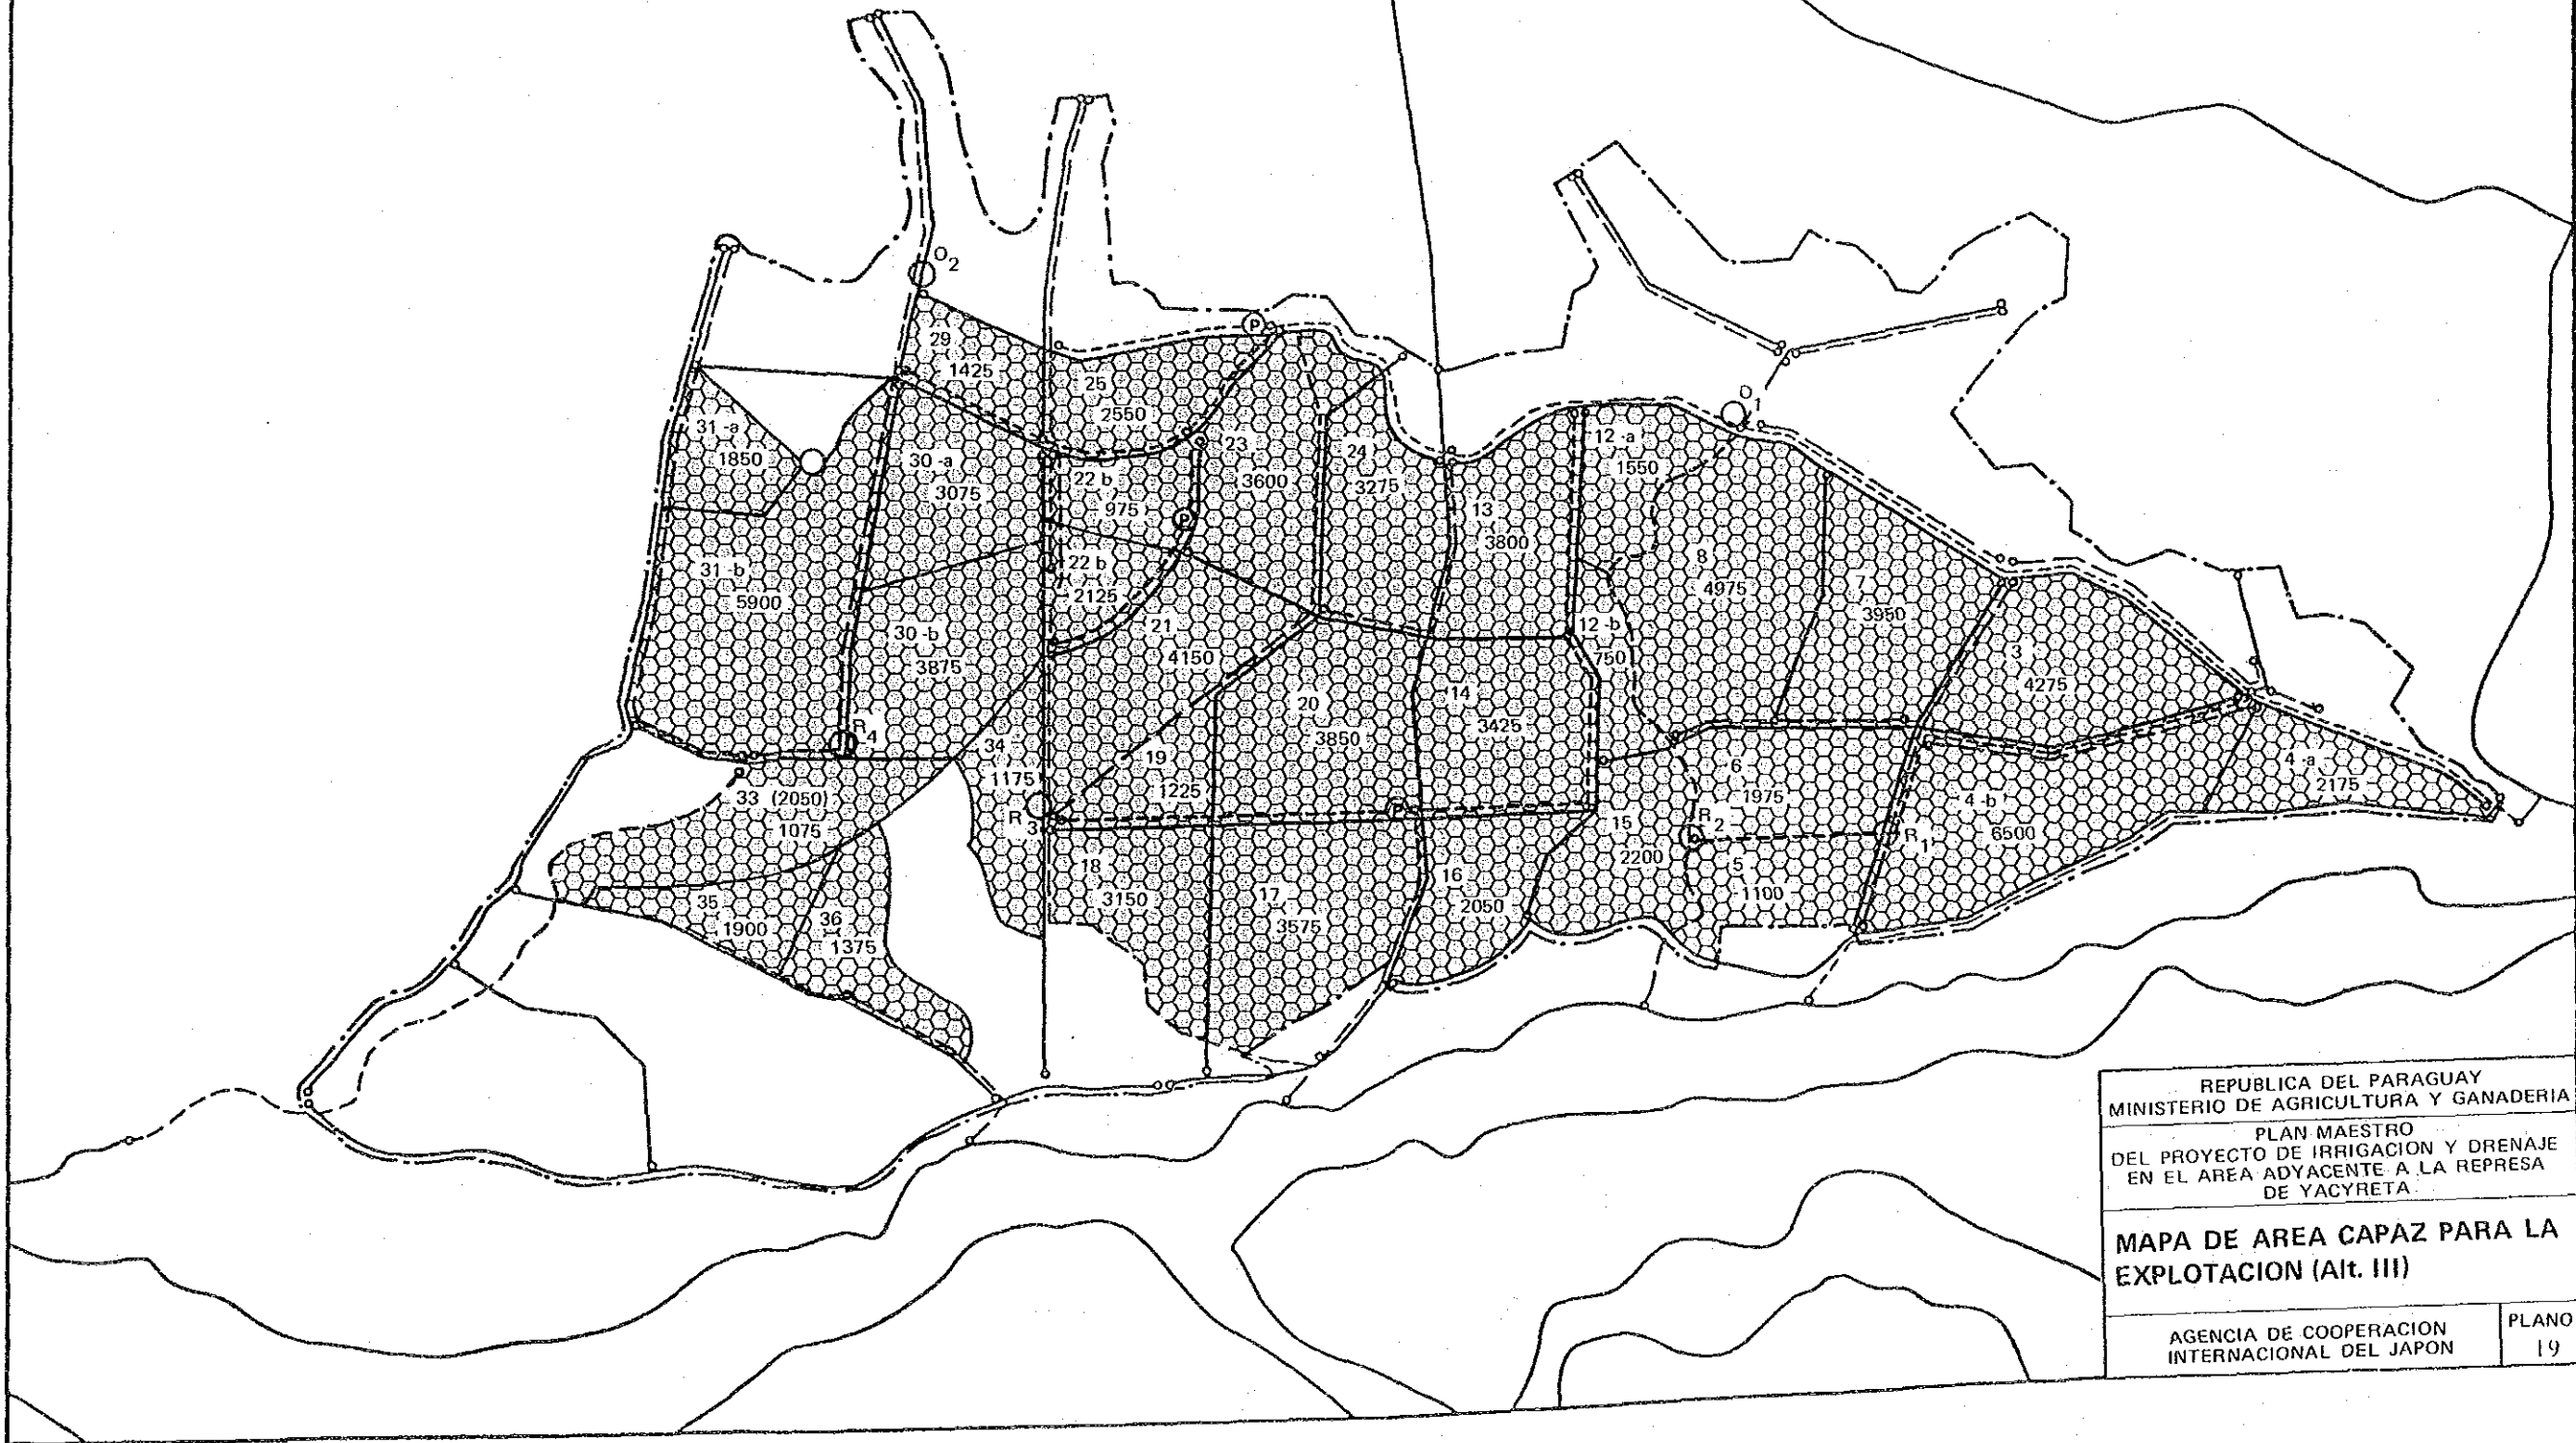 O2
29
1425
25
2550
31 -a
1850
30 -a
3075
22 b
975
23
3600
24
3275
13
3800
12 -a
1550
O1
8
4975
7
3950
31 -b
5900
22 b
2125
30 -b
3875
21
4150
12 -b
750
3
4275
20
3850
14
3425
R4
34
1175
19
1225
6
1975
4 -a
2175
4 -b
6500
33 (2050)
1075
R3
P
P
P
15
2200
R2
R1
5
1100
18
3150
17
3575
16
2050
35
1900
36
1375
REPUBLICA DEL PARAGUAY
MINISTERIO DE AGRICULTURA Y GANADERIA
PLAN MAESTRO
DEL PROYECTO DE IRRIGACION Y DRENAJE
EN EL AREA ADYACENTE A LA REPRESA
DE YACYRETA
MAPA DE AREA CAPAZ PARA LA
EXPLOTACION (Alt. III)
AGENCIA DE COOPERACION
INTERNACIONAL DEL JAPON
PLANO
19